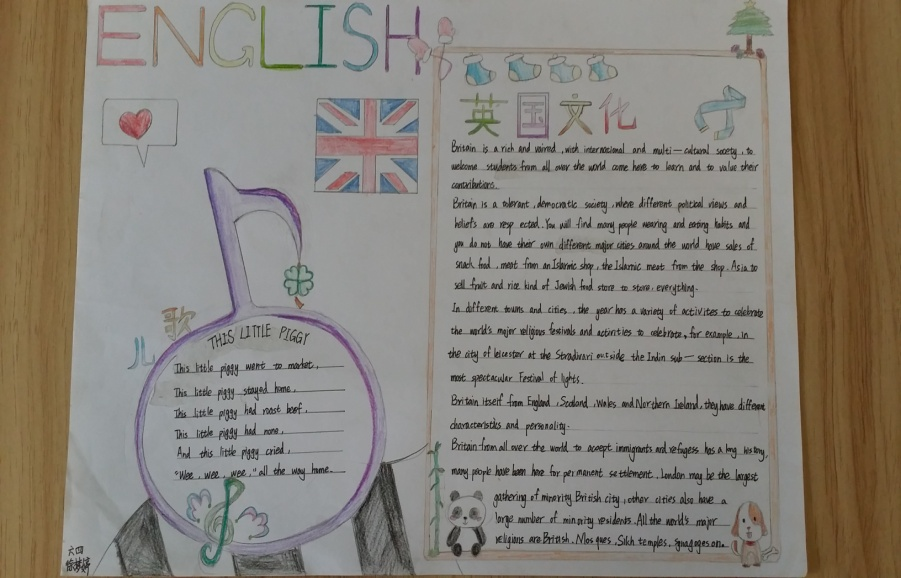 ENGLISH
英国文化
Britain is a rich and vaired , with international and multi-cultural society , to
welcome students from all over the world come here to learn and to value their
contributions.
Britain is a tolerant , democratic society , where different political views and
beliefs are resp ected. You will find many people wearing and eating habits and
you do not have their own different major cities around the world have sales of
snack food , meat from an Islamic shop , the Islamic meat from the shop. Asia to
sell fruit and rice kind of Jewish food store to store , everything.
In different towns and cities , the year has a variety of activites to celebrate
the world's major religious festivals and activities to celebrate, for example , in
the city of leicester at the Stradivari outside the Indin sub-section is the
most spectacular Festival of lights.
Britain itself from England , Scotland , Wales and Northern Ireland, they have different
characteristics and personality.
Britain from all over the world to accept immigrants and refugess has a long history,
many people have been here for permanent settlement. London may be the largest
gathering of minority British city , other cities also have a
large number of minority residents. All the world's major
religions are British. Mosques, Sikh temples, Synagoges on.
儿歌
THIS LITTLE PIGGY
This little piggy went to market,
This little piggy stayed home,
This little piggy had roast beef,
This little piggy had none,
And this little piggy cried,
"Wee, wee, wee," all the way home.
六四
徐梦婷